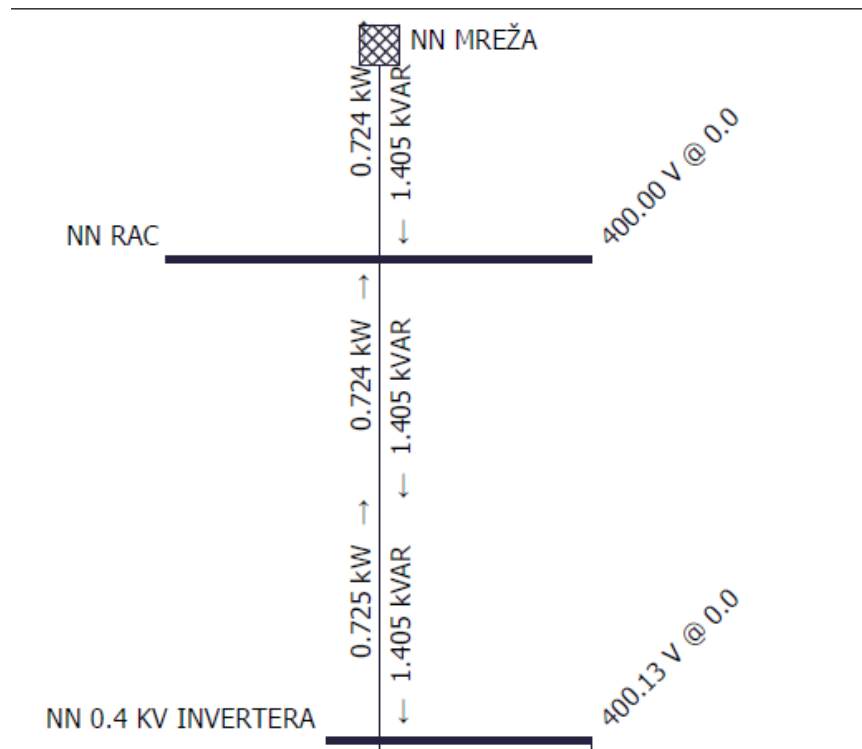 NN MREŽA
0.724 kW
1.405 kVAR
←
400.00 V @ 0.0
NN RAC
→
0.724 kW
1.405 kVAR
←
→
0.725 kW
1.405 kVAR
←
400.13 V @ 0.0
NN 0.4 KV INVERTERA